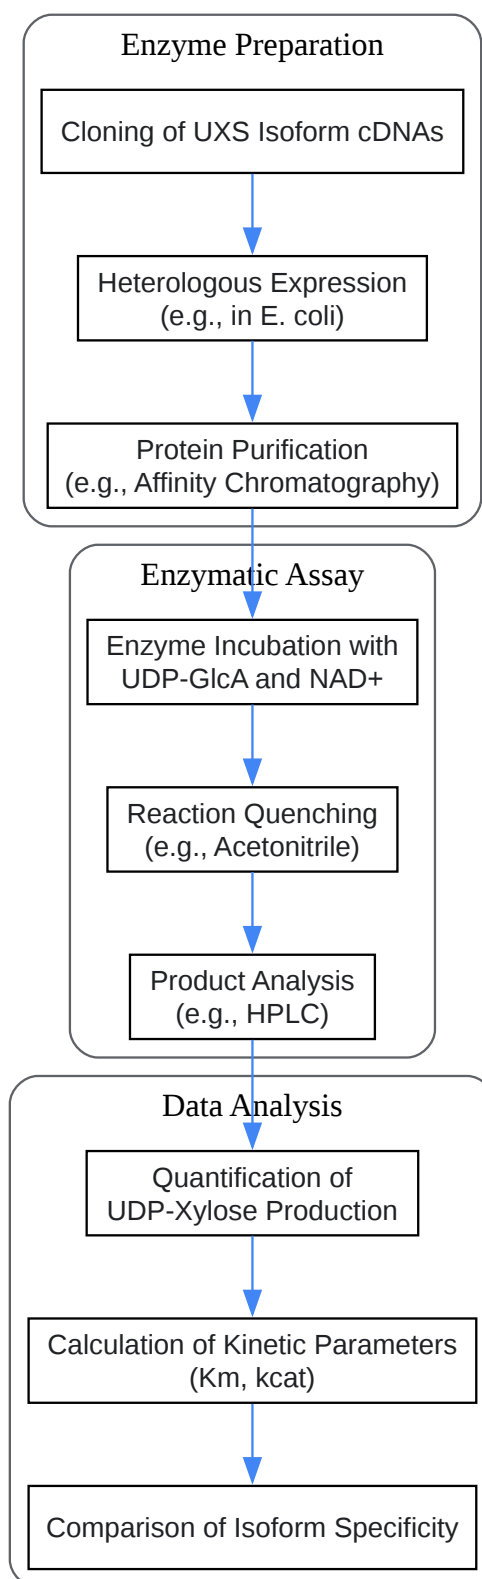 Enzyme Preparation
Cloning of UXS Isoform cDNAs
Heterologous Expression
(e.g., in E. coli)
Protein Purification
(e.g., Affinity Chromatography)
Enzymatic Assay
Enzyme Incubation with
UDP-GlcA and NAD+
Reaction Quenching
(e.g., Acetonitrile)
Product Analysis
(e.g., HPLC)
Data Analysis
Quantification of
UDP-Xylose Production
Calculation of Kinetic Parameters
(Km, kcat)
Comparison of Isoform Specificity